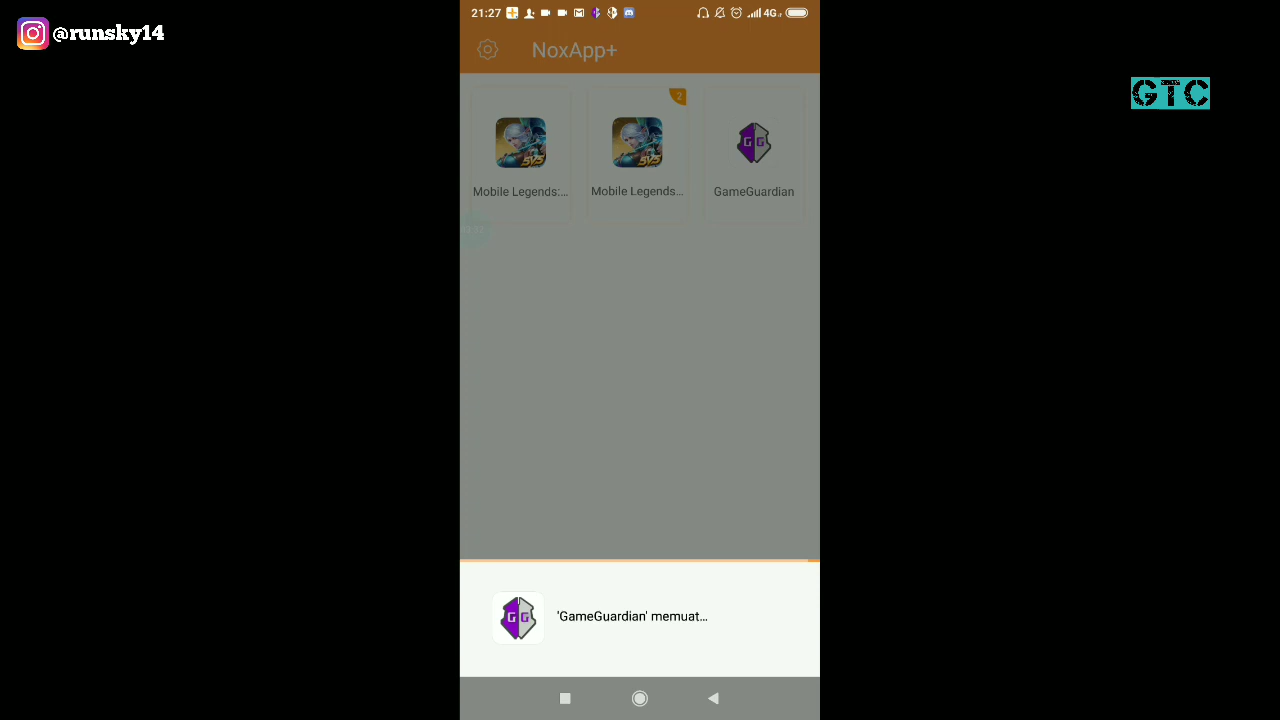 @runsky14
GTC
21:27
4G
NoxApp+
2
Mobile Legends:...
Mobile Legends...
GameGuardian
'GameGuardian' memuat...